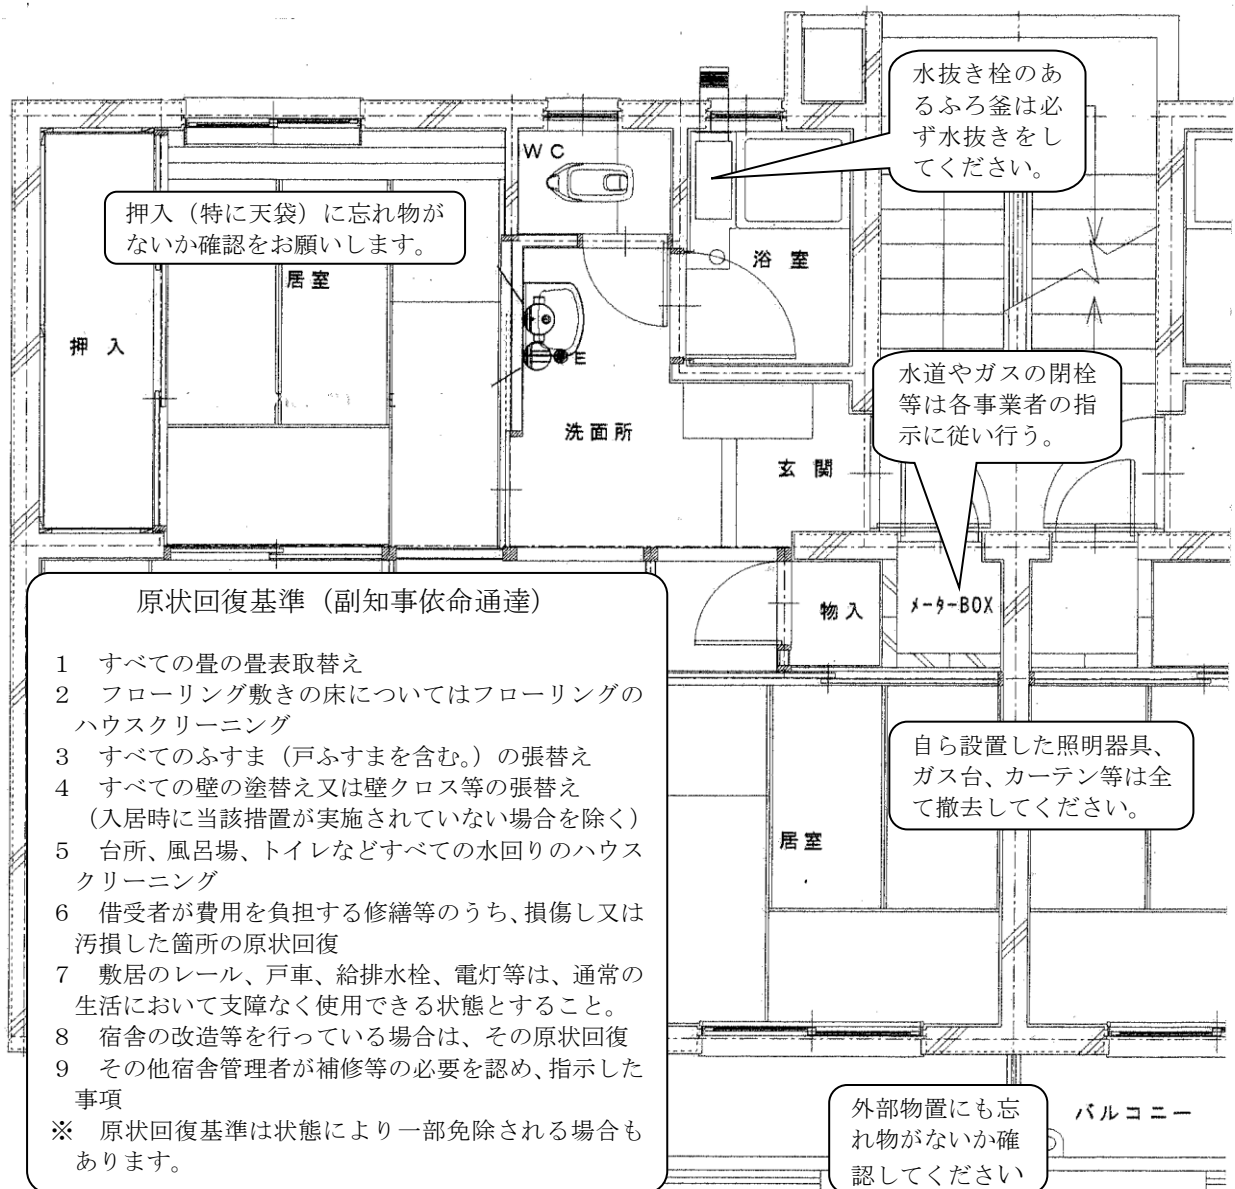 水抜き栓のあ
るふろ釜は必
ず水抜きをし
てください。
ＷＣ
押入（特に天袋）に忘れ物が
ないか確認をお願いします。
居室
浴室
押入
E
水道やガスの閉栓
等は各事業者の指
示に従い行う。
洗面所
玄関
物入
メーターBOX
原状回復基準（副知事依命通達）
１　すべての畳の畳表取替え
２　フローリング敷きの床についてはフローリングの
ハウスクリーニング
３　すべてのふすま（戸ふすまを含む。）の張替え
４　すべての壁の塗替え又は壁クロス等の張替え
（入居時に当該措置が実施されていない場合を除く）
５　台所、風呂場、トイレなどすべての水回りのハウス
クリーニング
６　借受者が費用を負担する修繕等のうち、損傷し又は
汚損した箇所の原状回復
７　敷居のレール、戸車、給排水栓、電灯等は、通常の
生活において支障なく使用できる状態とすること。
８　宿舎の改造等を行っている場合は、その原状回復
９　その他宿舎管理者が補修等の必要を認め、指示した
事項
※　原状回復基準は状態により一部免除される場合も
あります。
自ら設置した照明器具、
ガス台、カーテン等は全
て撤去してください。
居室
外部物置にも忘
れ物がないか確
認してください
バルコニー